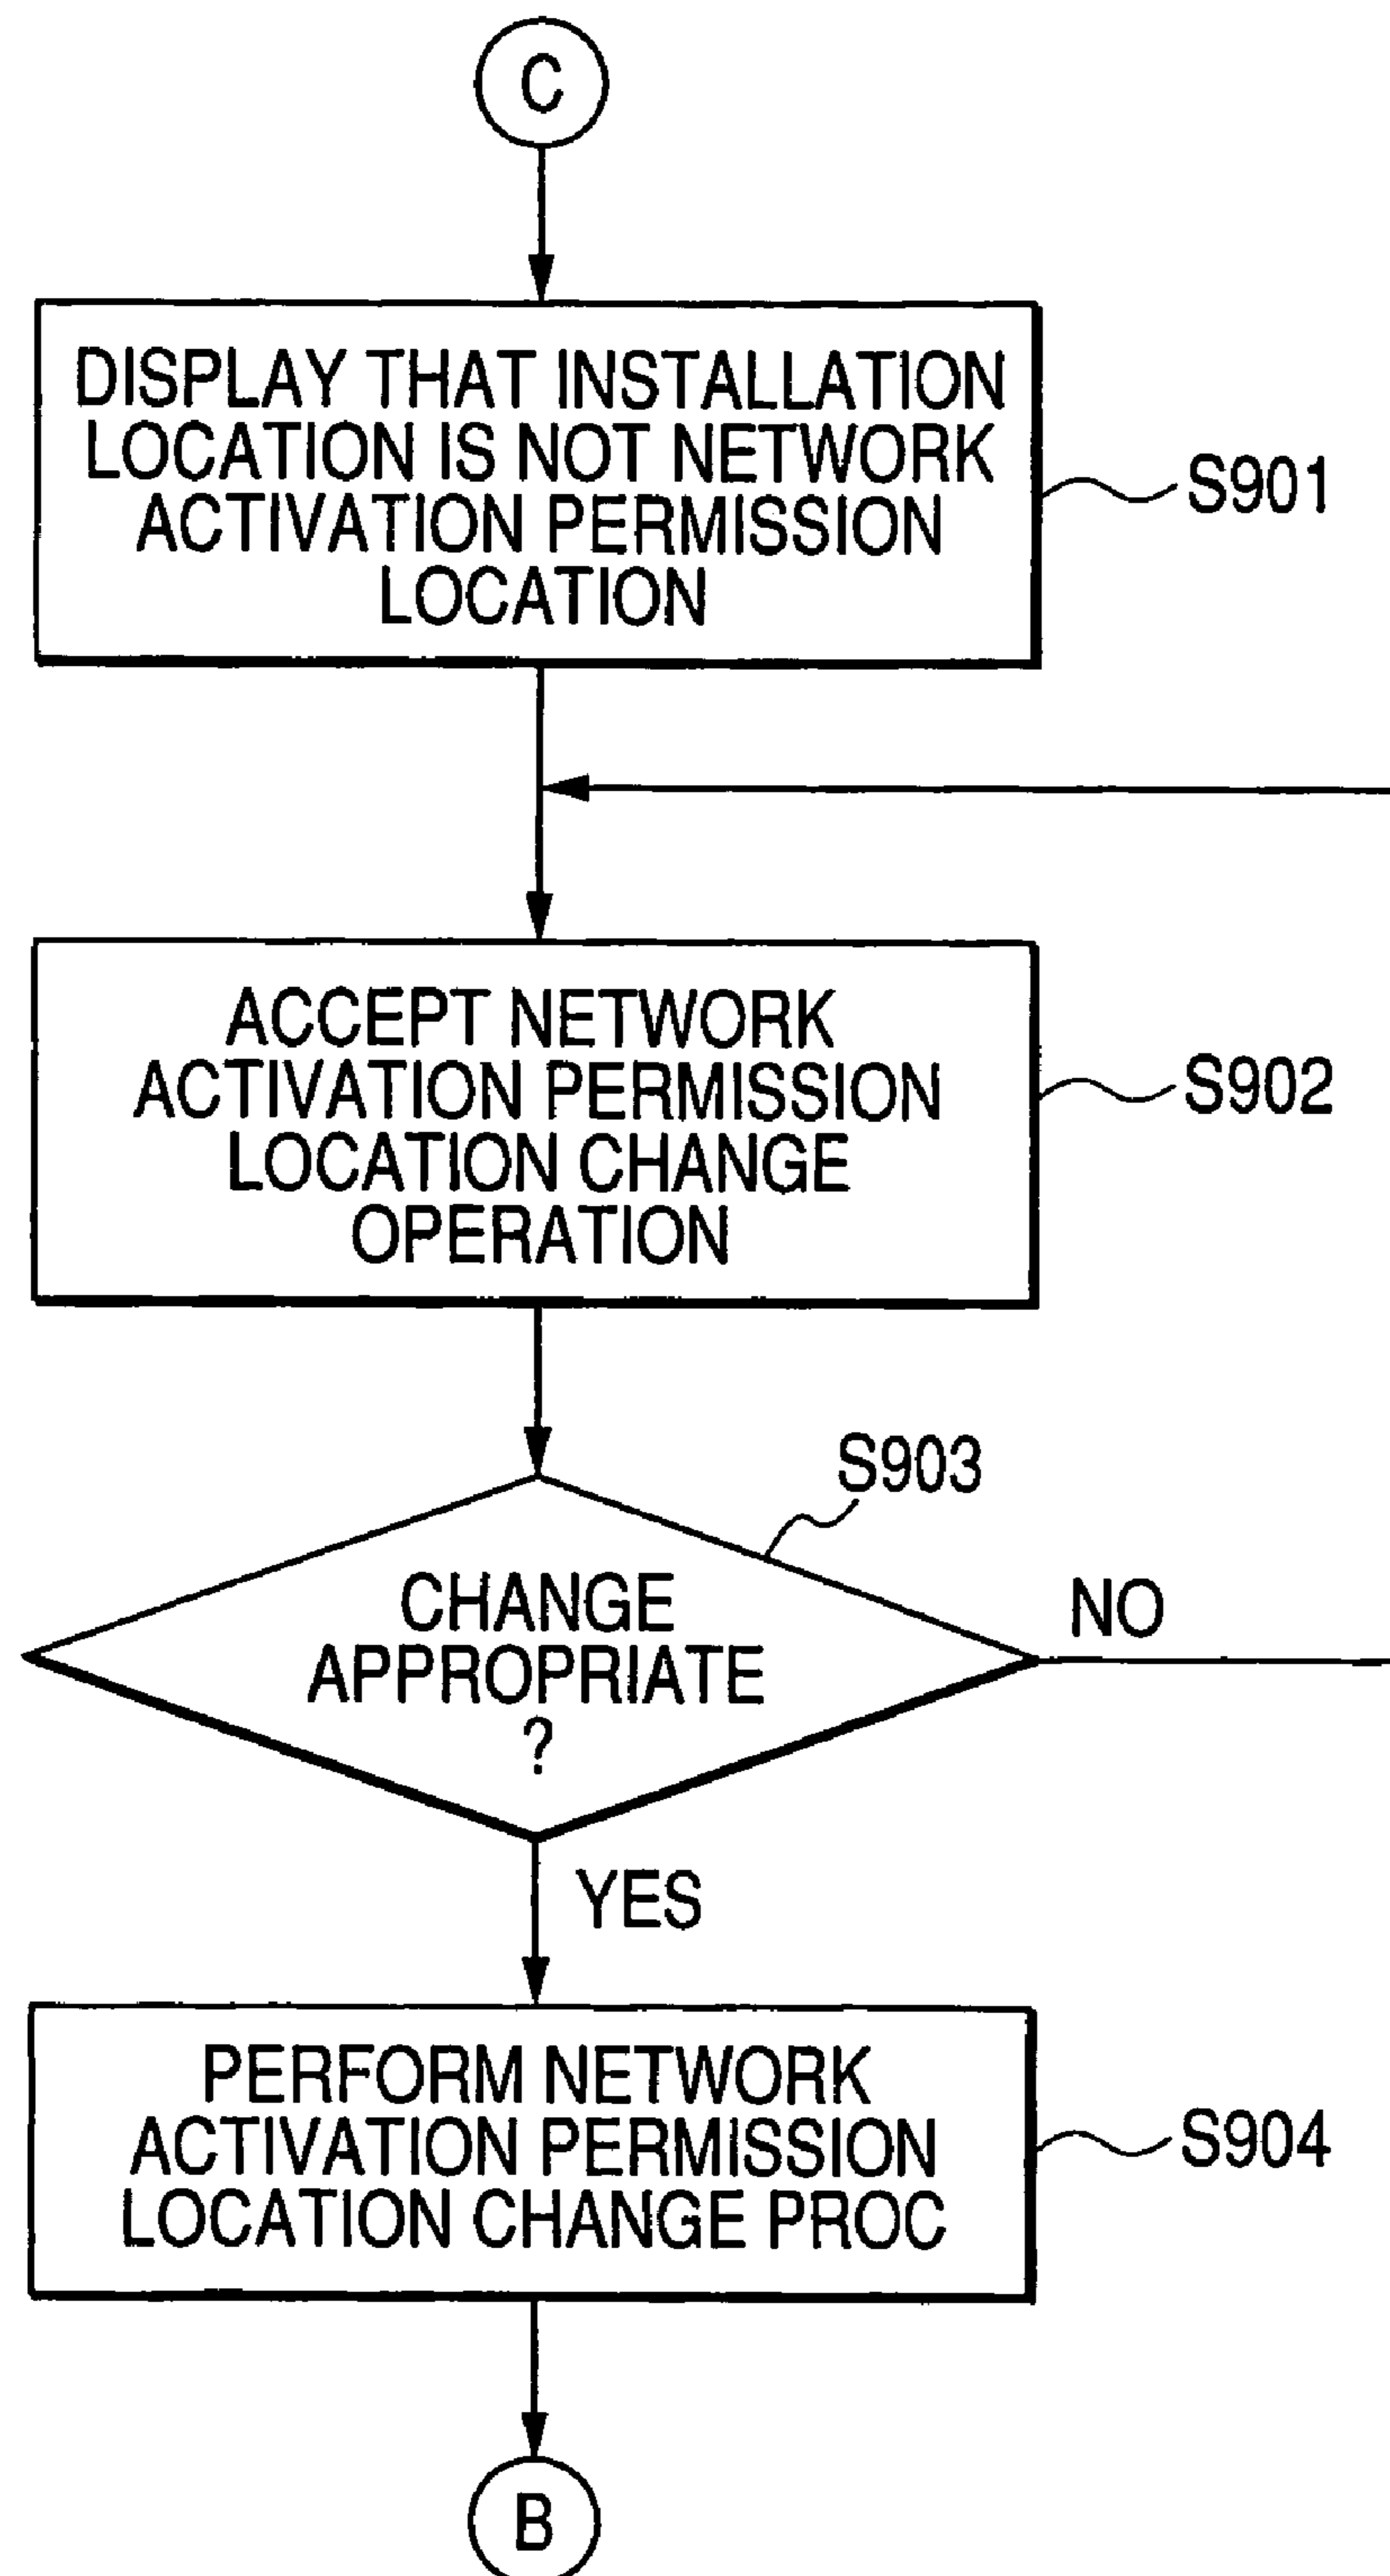 C
DISPLAY THAT INSTALLATION
LOCATION IS NOT NETWORK
ACTIVATION PERMISSION
LOCATION
S901
ACCEPT NETWORK
ACTIVATION PERMISSION
LOCATION CHANGE
OPERATION
S902
S903
CHANGE
APPROPRIATE
?
NO
YES
PERFORM NETWORK
ACTIVATION PERMISSION
LOCATION CHANGE PROC
S904
B